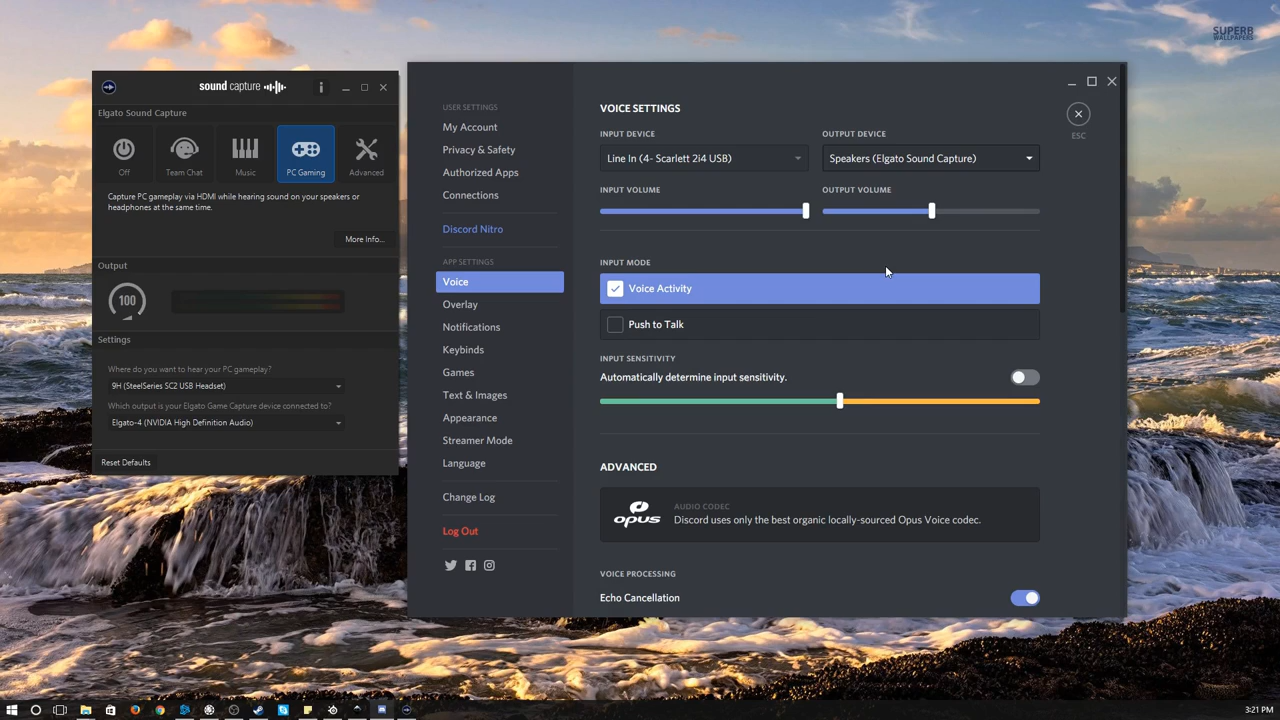 SUPERB
WALLPAPERS
sound capture
i
Elgato Sound Capture
Off
Team Chat
Music
PC Gaming
Advanced
Capture PC gameplay via HDMI while hearing sound on your speakers or
headphones at the same time.
More Info...
Output
100
Settings
Where do you want to hear your PC gameplay?
9H (SteelSeries SC2 USB Headset)
Which output is your Elgato Game Capture device connected to?
Elgato-4 (NVIDIA High Definition Audio)
Reset Defaults
USER SETTINGS
My Account
Privacy & Safety
Authorized Apps
Connections
Discord Nitro
APP SETTINGS
Voice
Overlay
Notifications
Keybinds
Games
Text & Images
Appearance
Streamer Mode
Language
Change Log
Log Out
VOICE SETTINGS
ESC
INPUT DEVICE
OUTPUT DEVICE
Line In (4- Scarlett 2i4 USB)
Speakers (Elgato Sound Capture)
INPUT VOLUME
OUTPUT VOLUME
INPUT MODE
Voice Activity
Push to Talk
INPUT SENSITIVITY
Automatically determine input sensitivity.
ADVANCED
opus
AUDIO CODEC
Discord uses only the best organic locally-sourced Opus Voice codec.
VOICE PROCESSING
Echo Cancellation
3:21 PM